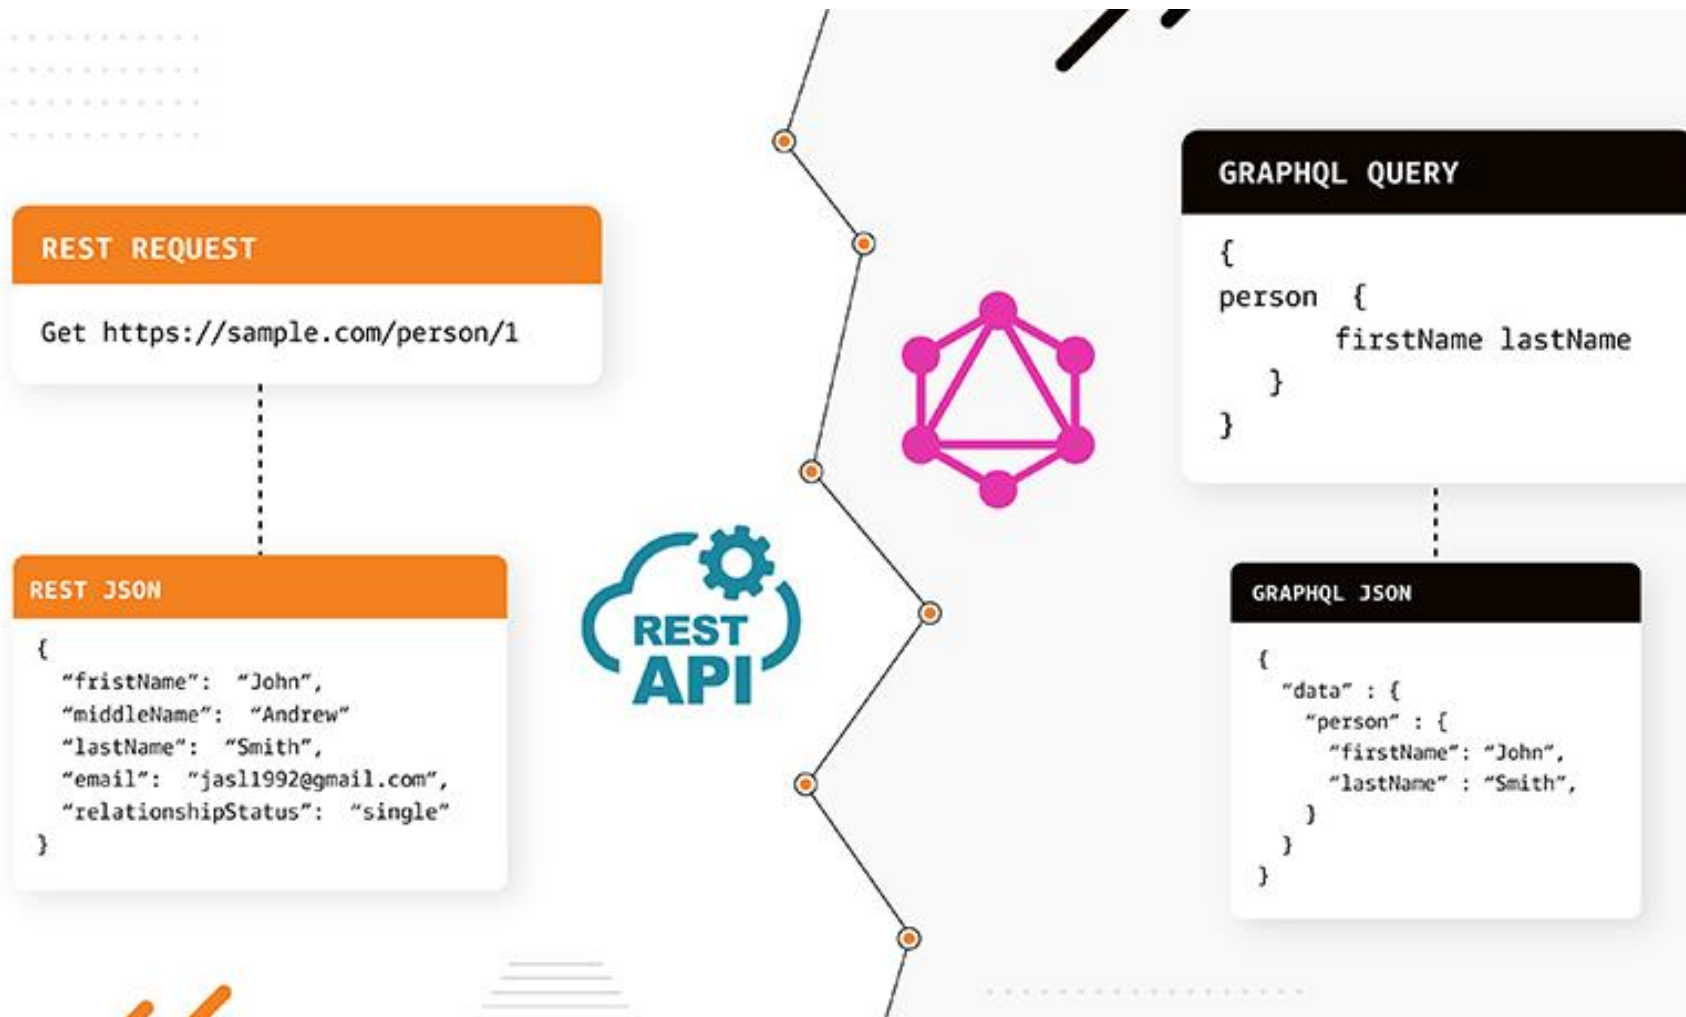 REST REQUEST
Get https://sample.com/person/1
REST JSON
{
“fristName”: “John”,
“middleName”: “Andrew”
“lastName”: “Smith”,
“email”: “jasl1992@gmail.com”,
“relationshipStatus”: “single”
}
REST
API
GRAPHQL QUERY
{
person {
firstName lastName
}
}
GRAPHQL JSON
{
“data” : {
“person” : {
“firstName”: “John”,
“lastName” : “Smith”,
}
}
}